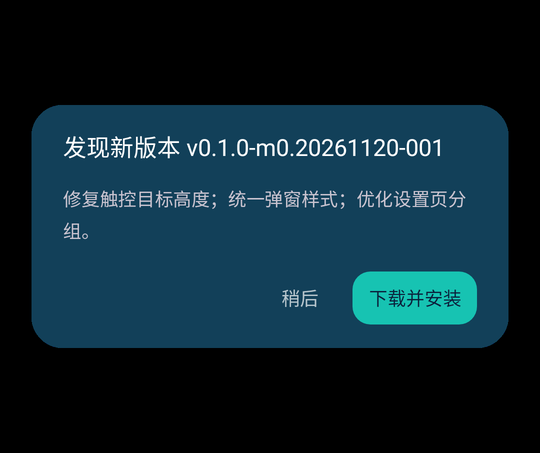 发现新版本 v0.1.0-m0.20261120-001
修复触控目标高度；统一弹窗样式；优化设置页分
组。
稍后
下载并安装